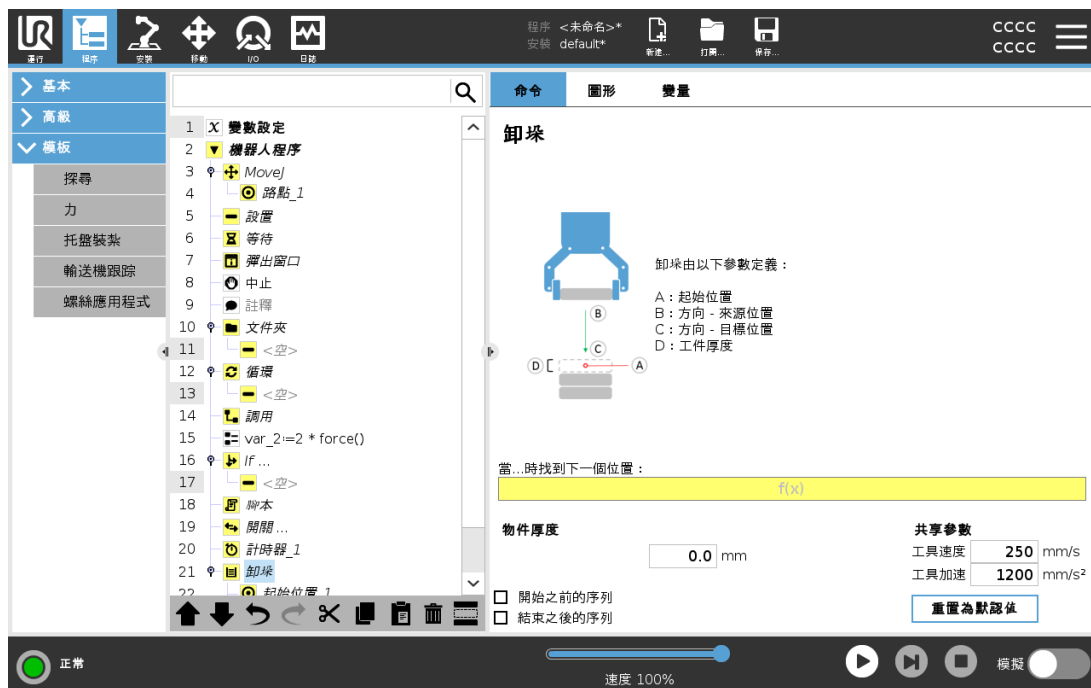 程序 <未命名>*
安裝 default*
新建...
打開...
保存...
CCCC
CCCC
運行
程序
安裝
移動
I/O
日誌
基本
高級
模板
探尋
力
托盤裝紮
輸送機跟踪
螺絲應用程式
1 變數設定
2 機器人程序
3 MoveJ
4 路點_1
5 設置
6 等待
7 彈出窗口
8 中止
9 註釋
10 文件夾
11 <空>
12 循環
13 <空>
14 調用
15 var_2≔2 * force()
16 If ...
17 <空>
18 腳本
19 開關 ...
20 計時器_1
21 卸垛
22 起始位置_1
命令 圖形 變量
卸垛
卸垛由以下參數定義：
A：起始位置
B：方向 - 來源位置
C：方向 - 目標位置
D：工件厚度
B
C
D
A
當...時找到下一個位置：
f(x)
物件厚度
0.0 mm
共享參數
工具速度 250 mm/s
工具加速 1200 mm/s²
重置為默認值
開始之前的序列
結束之後的序列
正常
速度 100%
模擬